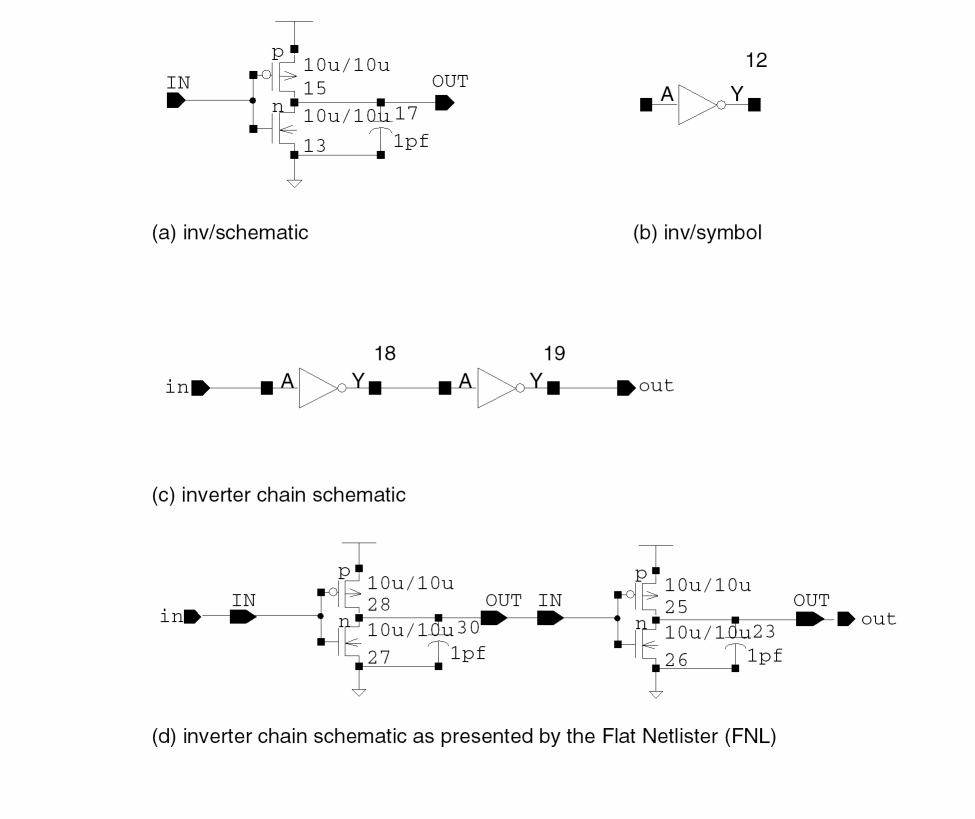 p
10u/10u
IN
15
OUT
n
10u/10u
17
13
1pf
12
A
Y
(a) inv/schematic
(b) inv/symbol
18
19
in
A
Y
A
Y
out
(c) inverter chain schematic
p
10u/10u
28
in
IN
n
10u/10u
30
27
1pf
OUT
IN
p
10u/10u
25
n
10u/10u
23
26
1pf
OUT
out
(d) inverter chain schematic as presented by the Flat Netlister (FNL)